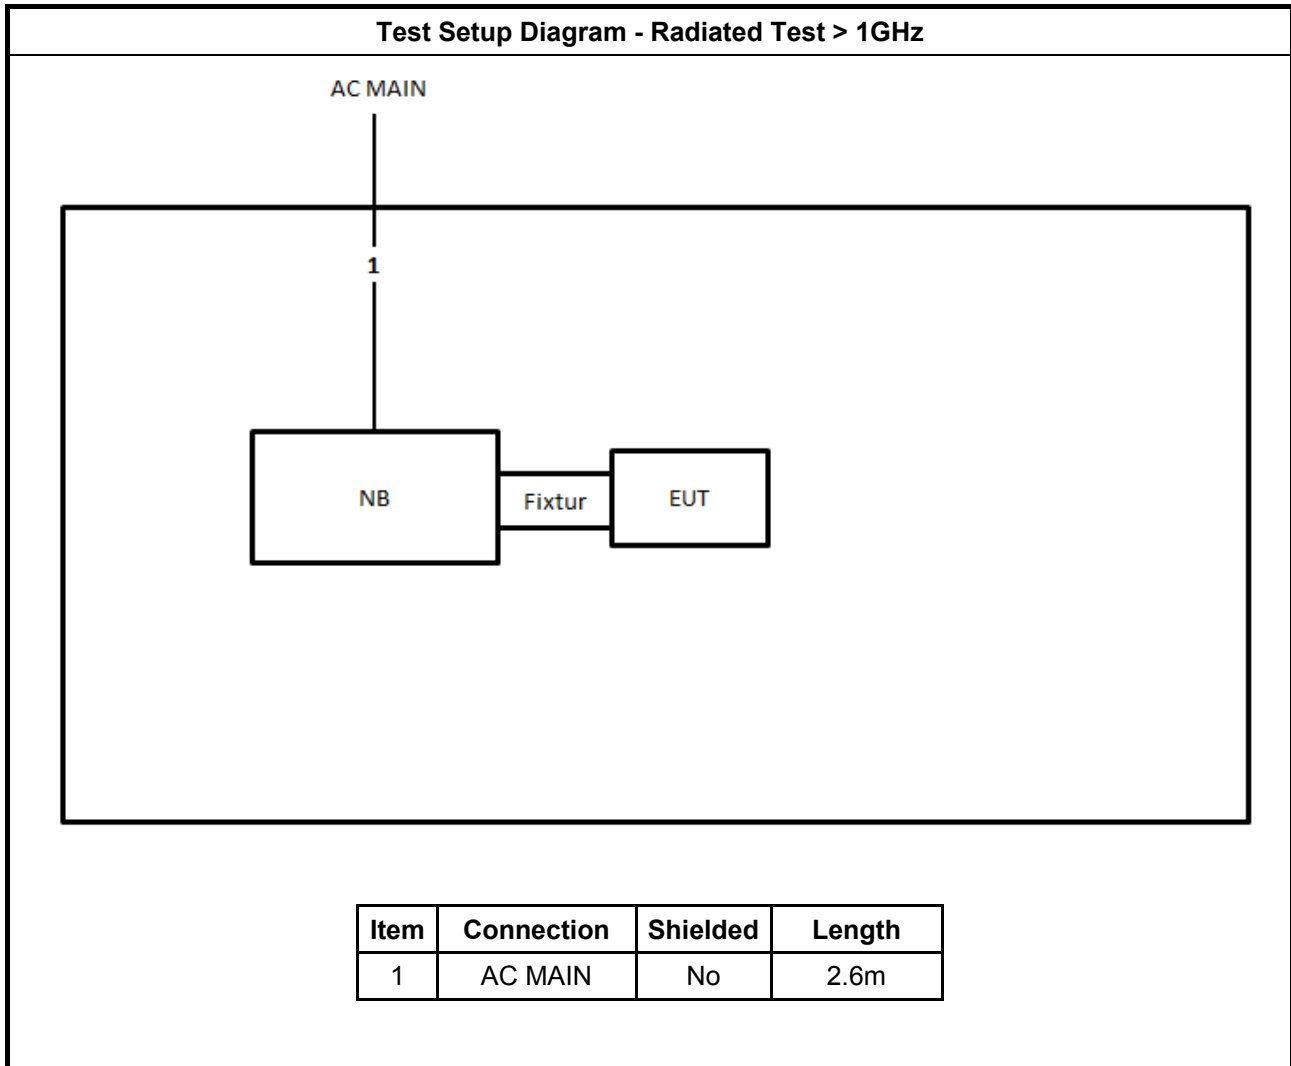 Test Setup Diagram - Radiated Test > 1GHz
AC MAIN
1
NB
Fixtur
EUT
Item Connection Shielded Length
1 AC MAIN No 2.6m